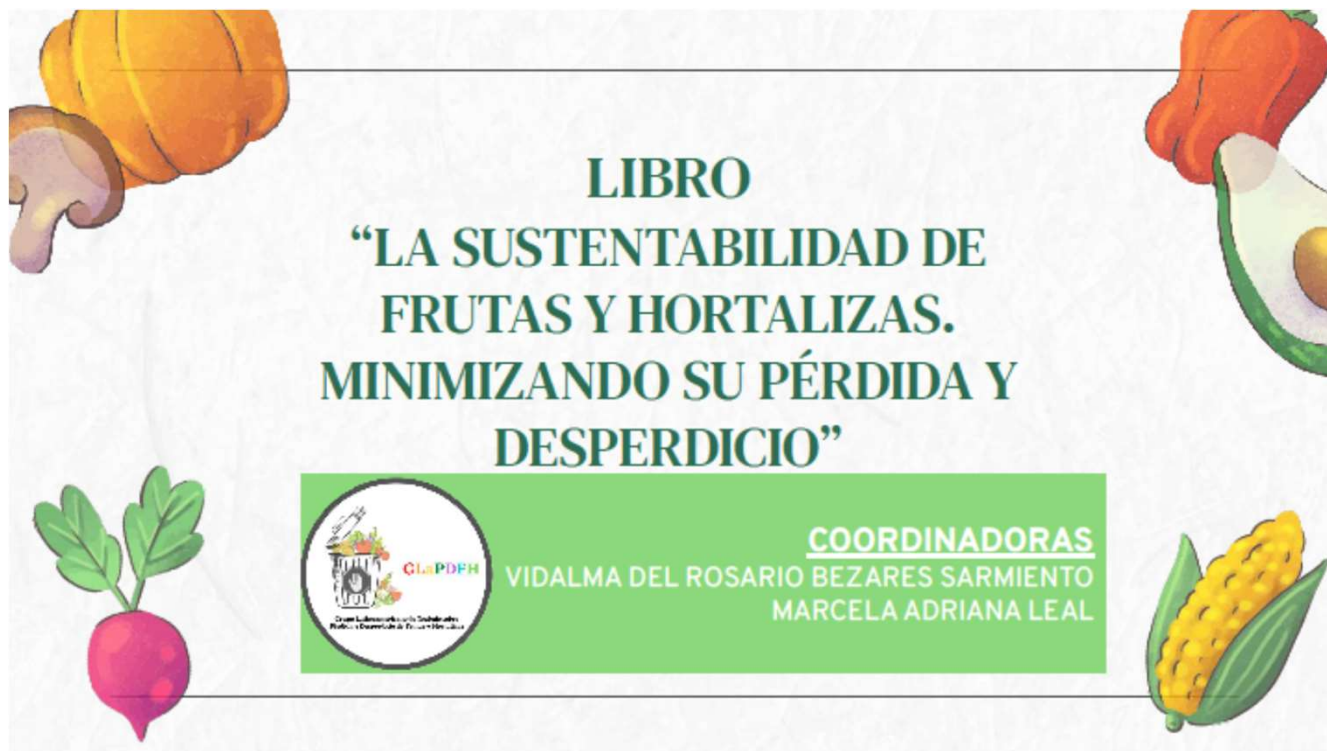 LIBRO
“LA SUSTENTABILIDAD DE
FRUTAS Y HORTALIZAS.
MINIMIZANDO SU PÉRDIDA Y
DESPERDICIO”
GLaPDFH
COORDINADORAS
VIDALMA DEL ROSARIO BEZARES SARMIENTO
MARCELA ADRIANA LEAL